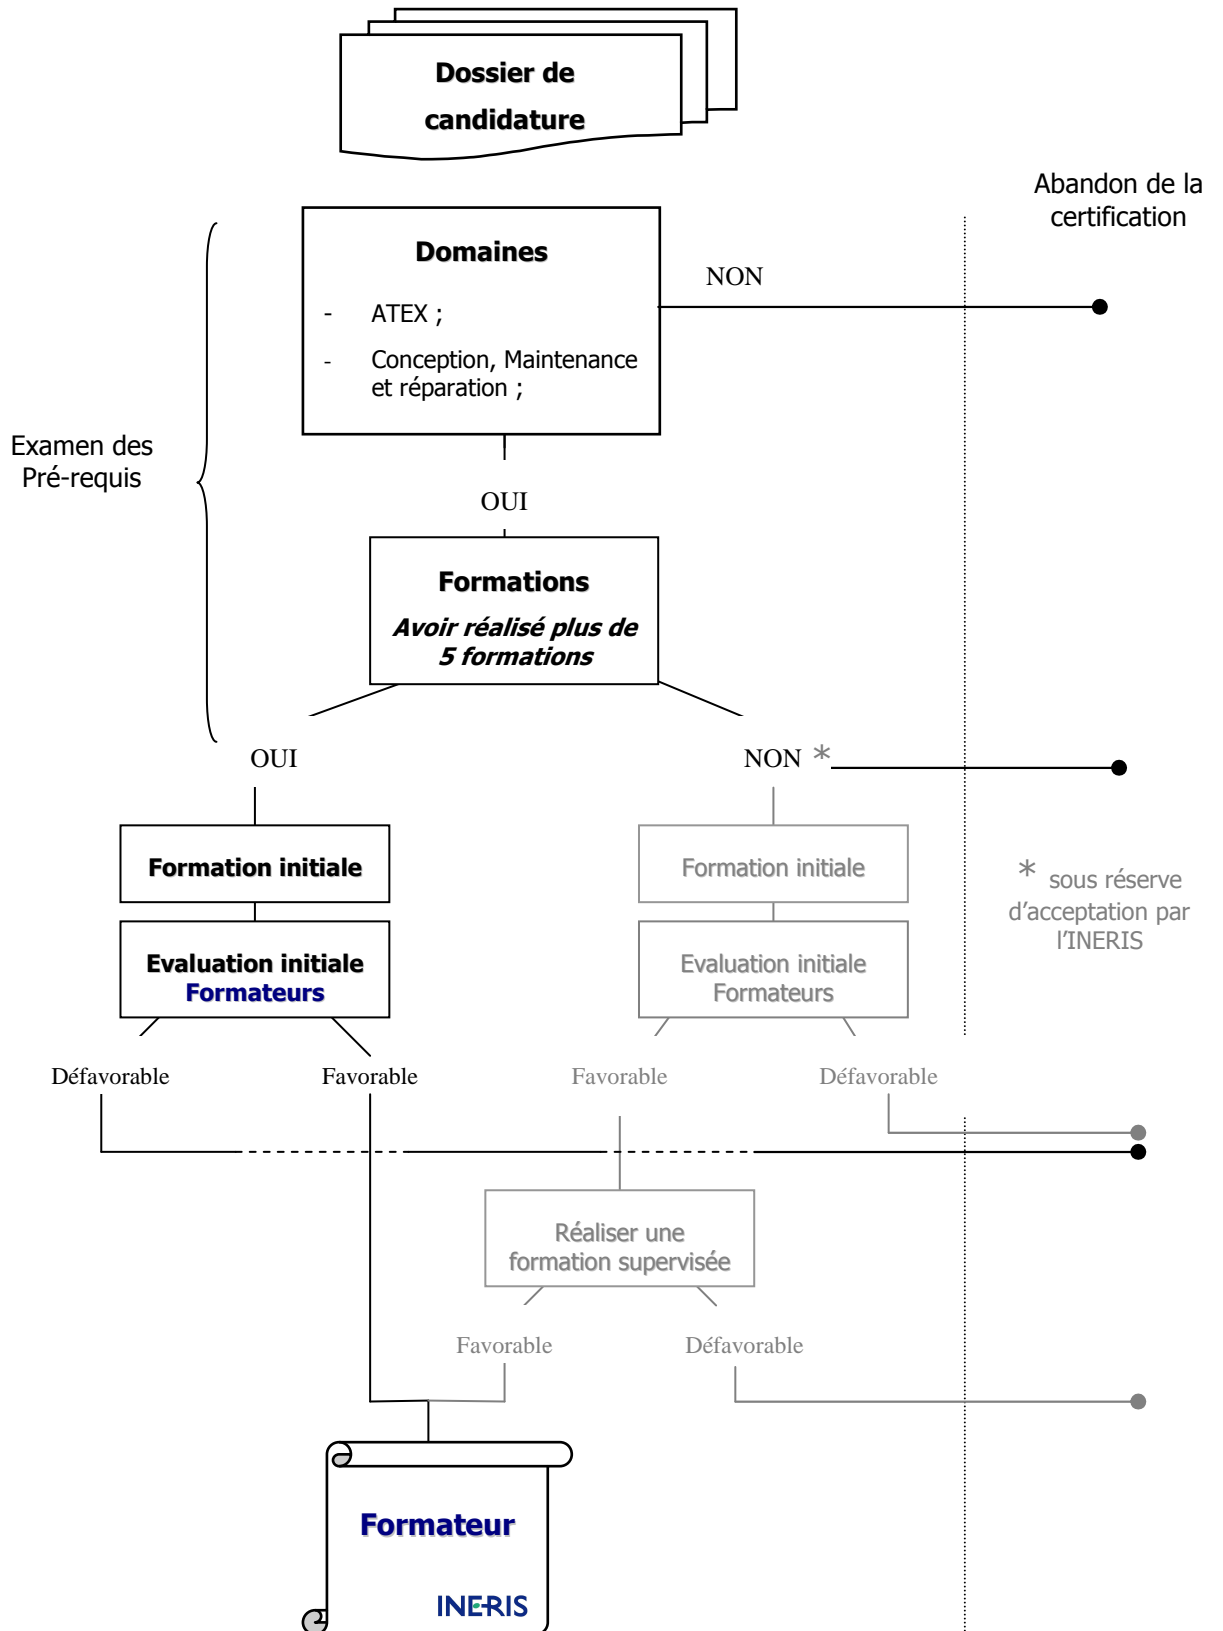 Dossier de
candidature
Abandon de la
certification
Domaines
NON
- ATEX ;
- Conception, Maintenance
et réparation ;
Examen des
Pré-requis
OUI
Formations
Avoir réalisé plus de
5 formations
OUI
NON *
Formation initiale
Formation initiale
* sous réserve
d'acceptation par
l'INERIS
Evaluation initiale
Formateurs
Evaluation initiale
Formateurs
Défavorable
Favorable
Favorable
Défavorable
Réaliser une
formation supervisée
Favorable
Défavorable
Formateur
INERIS